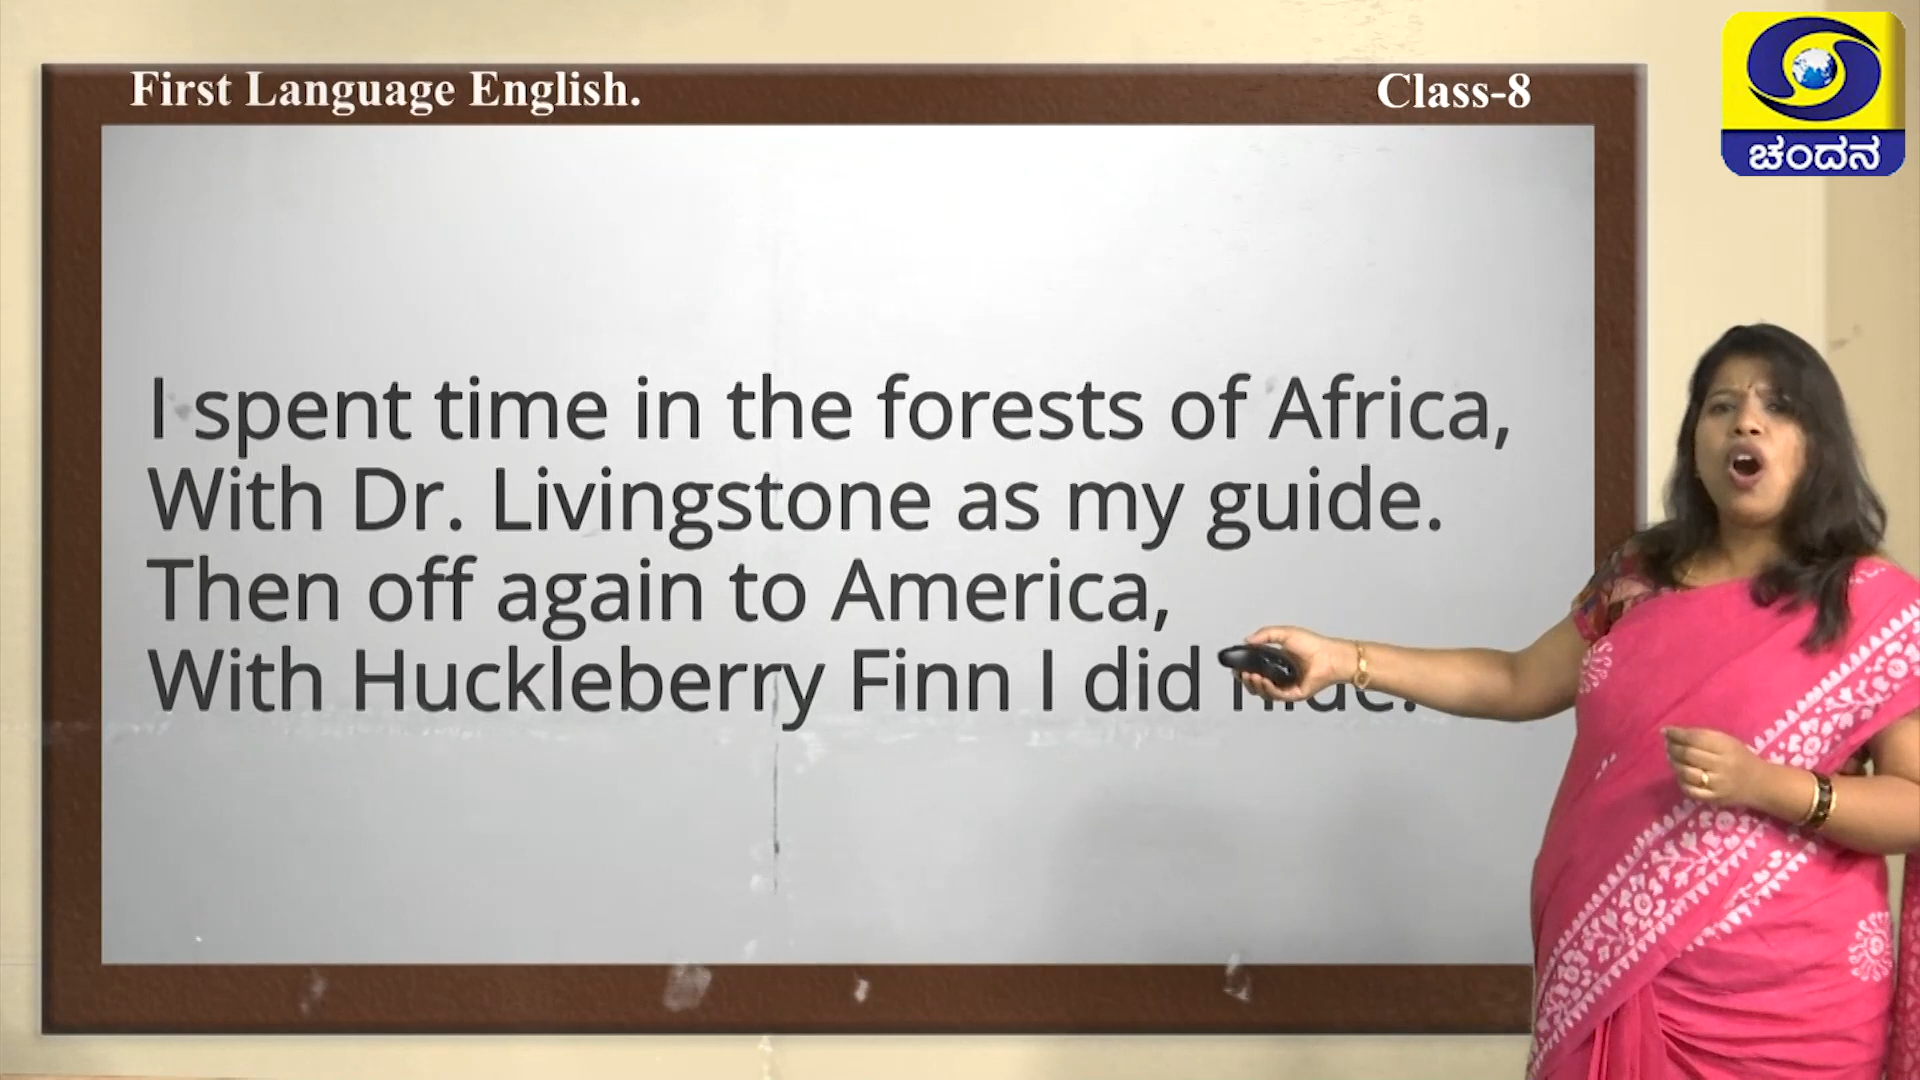 First Language English.
Class-8
ಚಂದನ
I spent time in the forests of Africa,
With Dr. Livingstone as my guide.
Then off again to America,
With Huckleberry Finn I did